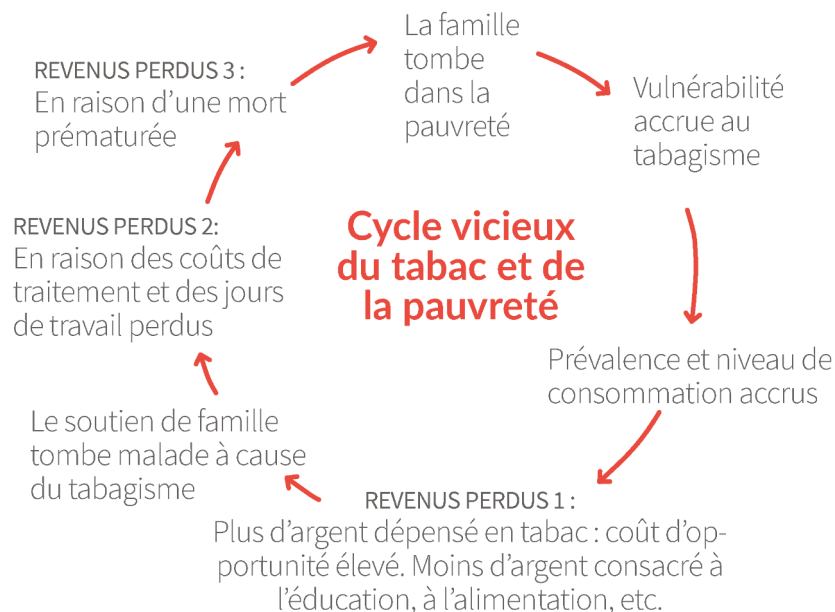 La famille
tombe
dans la
pauvreté
Vulnérabilité
accrue au
tabagisme
Prévalence et niveau de
consommation accrus
REVENUS PERDUS 1 :
Plus d’argent dépensé en tabac : coût d’op-
portunité élevé. Moins d’argent consacré à
l’éducation, à l’alimentation, etc.
Le soutien de famille
tombe malade à cause
du tabagisme
REVENUS PERDUS 2:
En raison des coûts de
traitement et des jours
de travail perdus
REVENUS PERDUS 3 :
En raison d’une mort
prématurée
Cycle vicieux
du tabac et de
la pauvreté